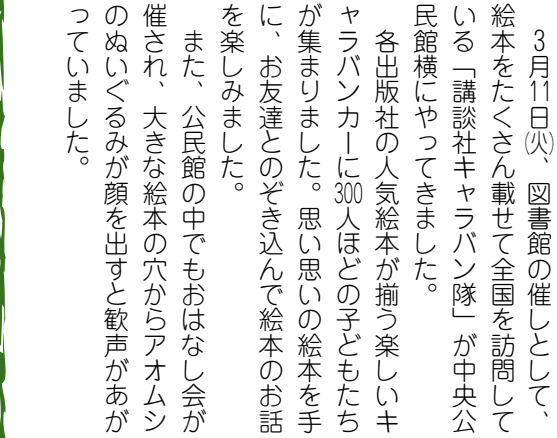 3月11日㈫、図書館の催しとして、
絵本をたくさん載せて全国を訪問して
いる「講談社キャラバン隊」が中央公
民館横にやってきました。
　各出版社の人気絵本が揃う楽しいキ
ャラバンカーに300人ほどの子どもたち
が集まりました。思い思いの絵本を手
に、お友達とのぞき込んで絵本のお話
を楽しみました。
　また、公民館の中でもおはなし会が
催され、大きな絵本の穴からアオムシ
のぬいぐるみが顔を出すと歓声があが
っていました。